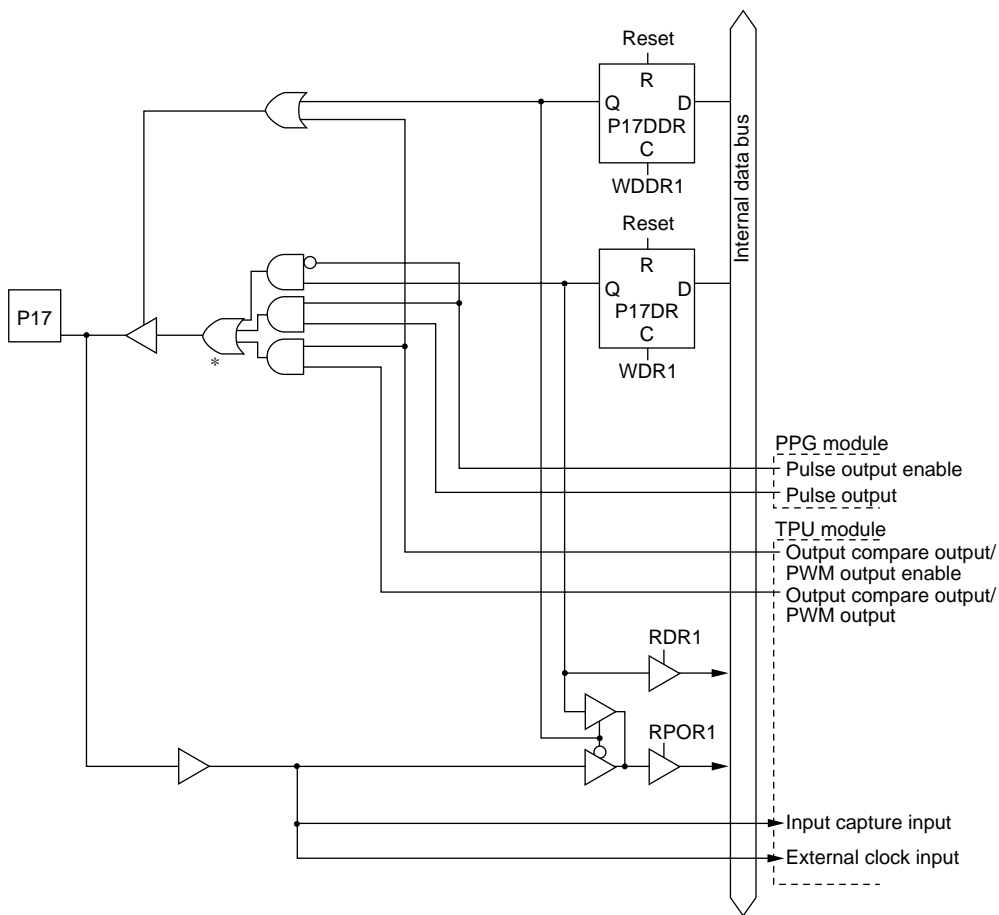 Reset
R
Q D
P17DDR
C
WDDR1
Internal data bus
Reset
R
Q D
P17DR
C
WDR1
P17
*
PPG module
Pulse output enable
Pulse output
TPU module
Output compare output/
PWM output enable
Output compare output/
PWM output
RDR1
RPOR1
Input capture input
External clock input